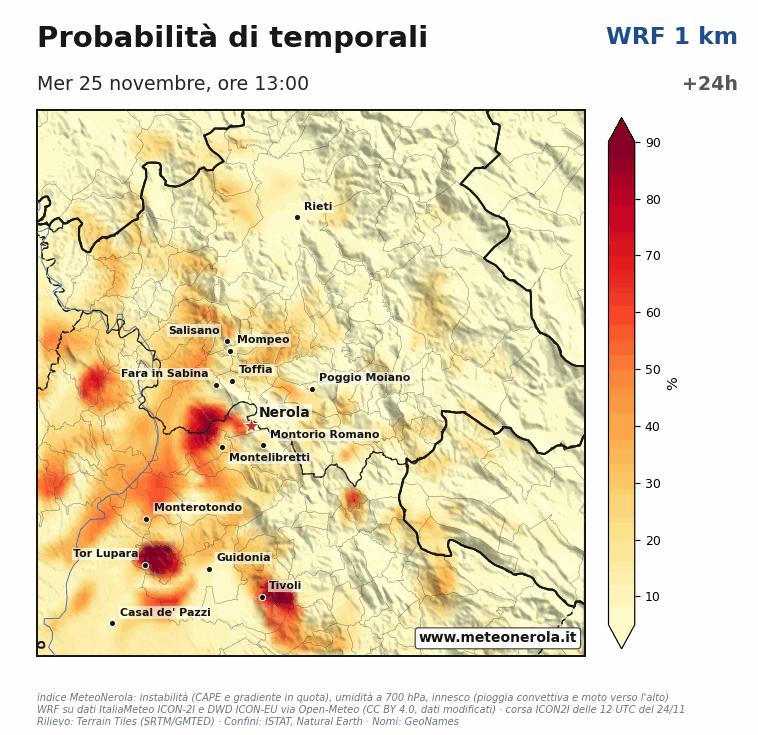 Probabilità di temporali
WRF 1 km
Mer 25 novembre, ore 13:00
+24h
Rieti
Salisano
Mompeo
Fara in Sabina
Toffia
Poggio Moiano
Nerola
Montorio Romano
Montelibretti
Monterotondo
Tor Lupara
Guidonia
Tivoli
Casal de' Pazzi
www.meteonerola.it
90
80
70
60
50
40
30
20
10
%
indice MeteoNerola: instabilità (CAPE e gradiente in quota), umidità a 700 hPa, innesco (pioggia convettiva e moto verso l'alto)
WRF su dati ItaliaMeteo ICON-2I e DWD ICON-EU via Open-Meteo (CC BY 4.0, dati modificati) · corsa ICON2I delle 12 UTC del 24/11
Rilievo: Terrain Tiles (SRTM/GMTED) · Confini: ISTAT, Natural Earth · Nomi: GeoNames